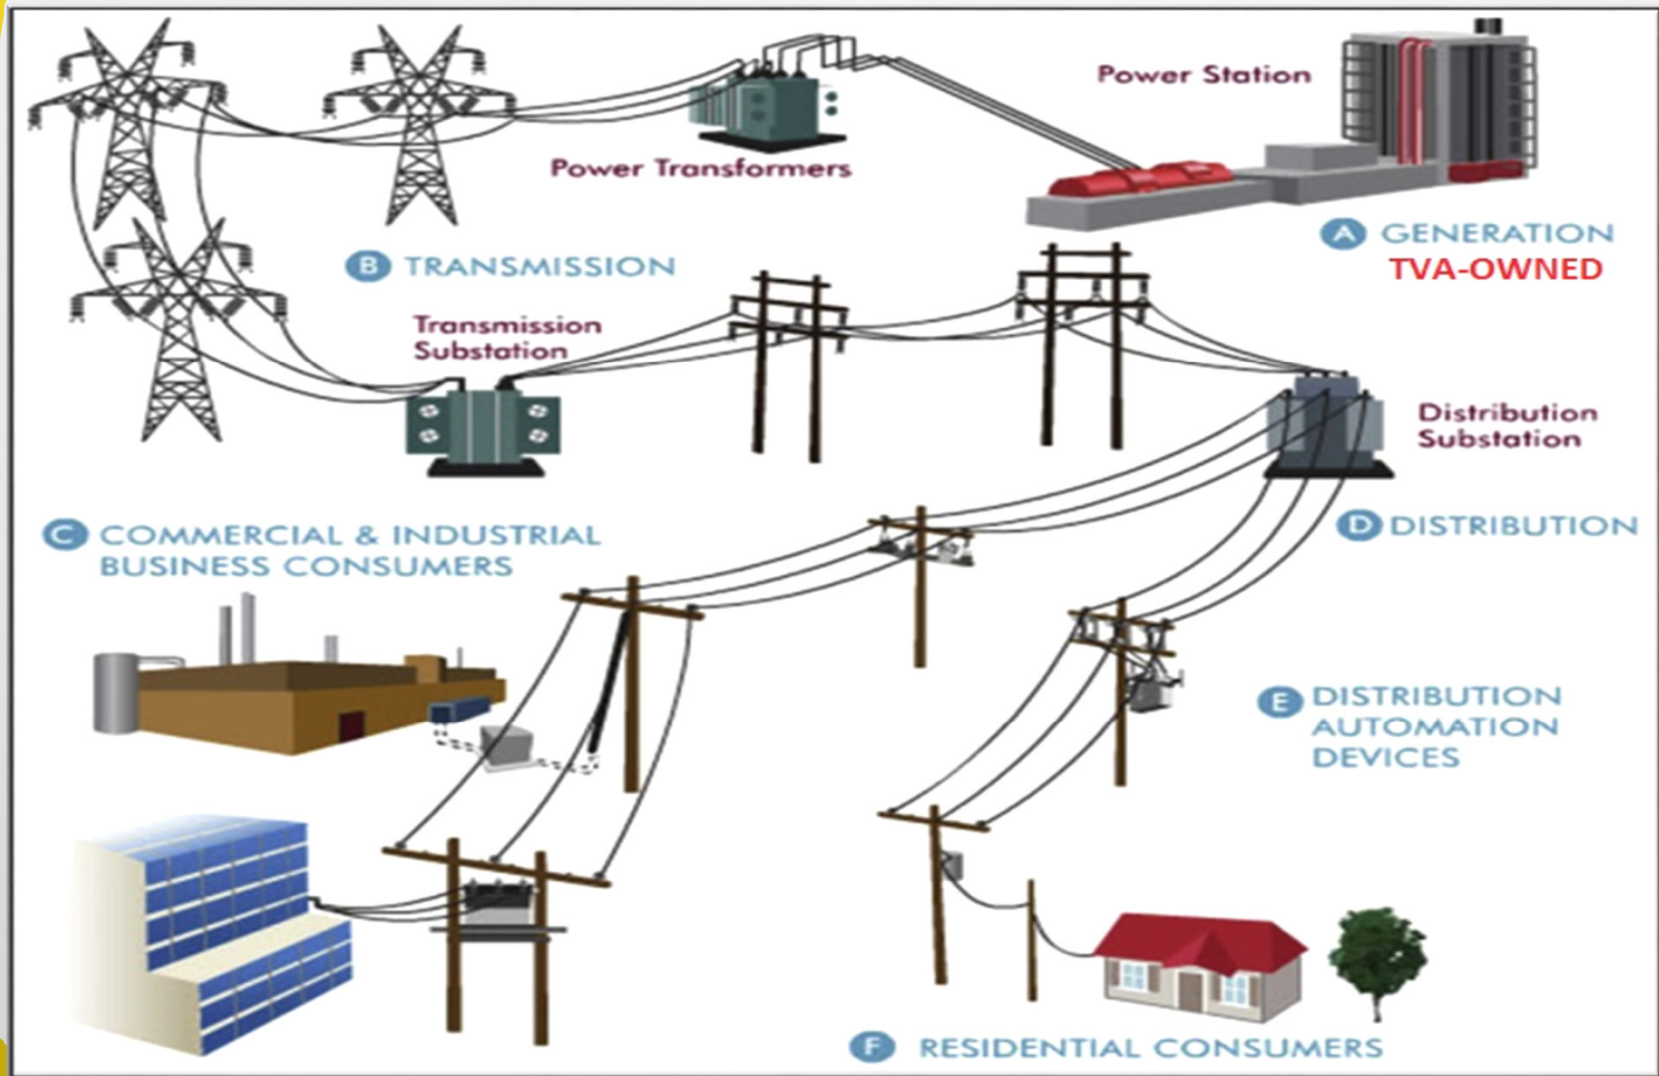 Power Station
Power Transformers
A GENERATION
TVA-OWNED
B TRANSMISSION
Transmission
Substation
Distribution
Substation
C COMMERCIAL & INDUSTRIAL
BUSINESS CONSUMERS
D DISTRIBUTION
E DISTRIBUTION
AUTOMATION
DEVICES
F RESIDENTIAL CONSUMERS